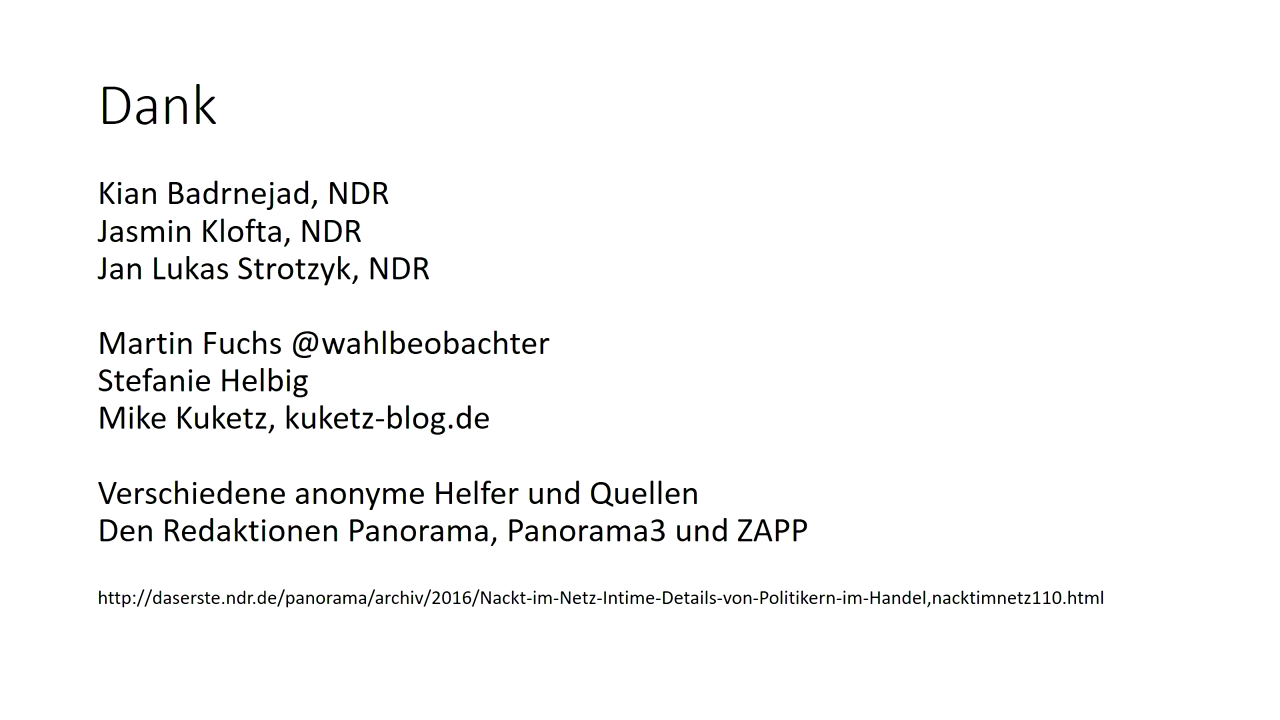 Dank
Kian Badrnejad, NDR
Jasmin Klofta, NDR
Jan Lukas Strotzyk, NDR
Martin Fuchs @wahlbeobachter
Stefanie Helbig
Mike Kuketz, kuketz-blog.de
Verschiedene anonyme Helfer und Quellen
Den Redaktionen Panorama, Panorama3 und ZAPP
http://daserste.ndr.de/panorama/archiv/2016/Nackt-im-Netz-Intime-Details-von-Politikern-im-Handel,nacktimnetz110.html